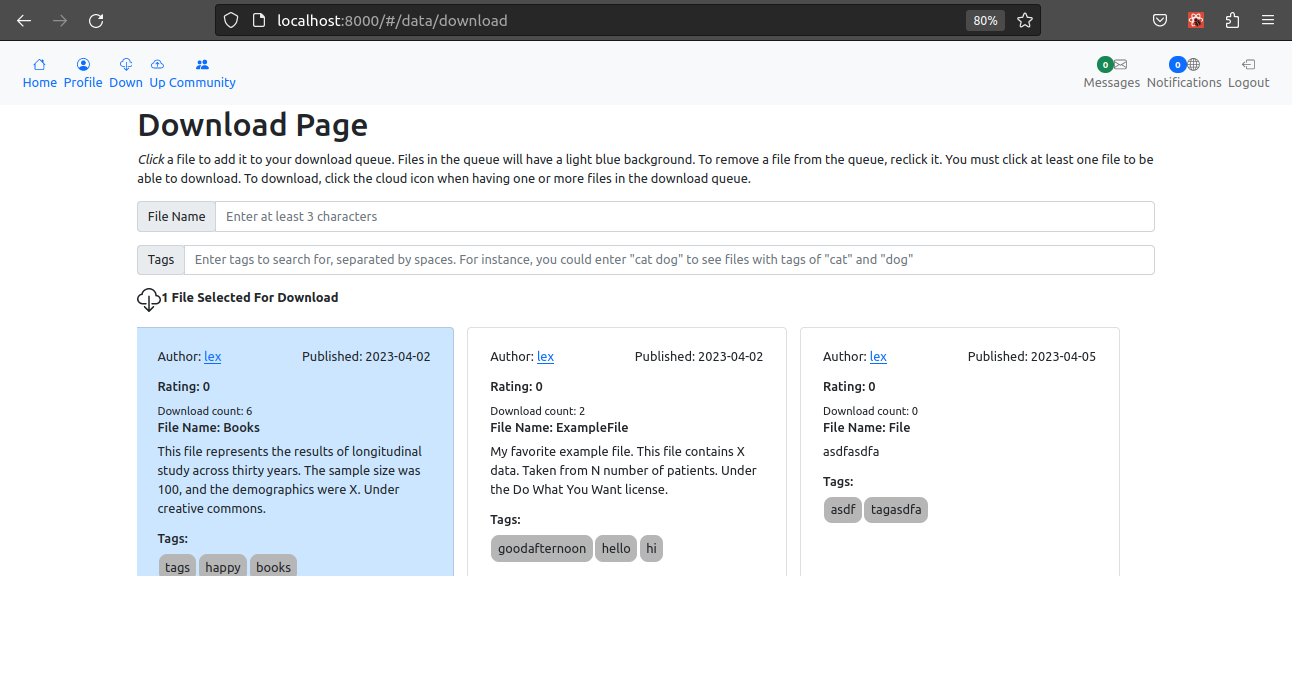 localhost:8000/#/data/download
80%
Home Profile Down Up Community
0 Messages 0 Notifications Logout
Download Page
Click a file to add it to your download queue. Files in the queue will have a light blue background. To remove a file from the queue, reclick it. You must click at least one file to be
able to download. To download, click the cloud icon when having one or more files in the download queue.
File Name Enter at least 3 characters
Tags Enter tags to search for, separated by spaces. For instance, you could enter "cat dog" to see files with tags of "cat" and "dog"
1 File Selected For Download
Author: lex Published: 2023-04-02
Rating: 0
Download count: 6
File Name: Books
This file represents the results of longitudinal
study across thirty years. The sample size was
100, and the demographics were X. Under
creative commons.
Tags:
tags happy books
Author: lex Published: 2023-04-02
Rating: 0
Download count: 2
File Name: ExampleFile
My favorite example file. This file contains X
data. Taken from N number of patients. Under
the Do What You Want license.
Tags:
goodafternoon hello hi
Author: lex Published: 2023-04-05
Rating: 0
Download count: 0
File Name: File
asdfasdfa
Tags:
asdf tagasdfa